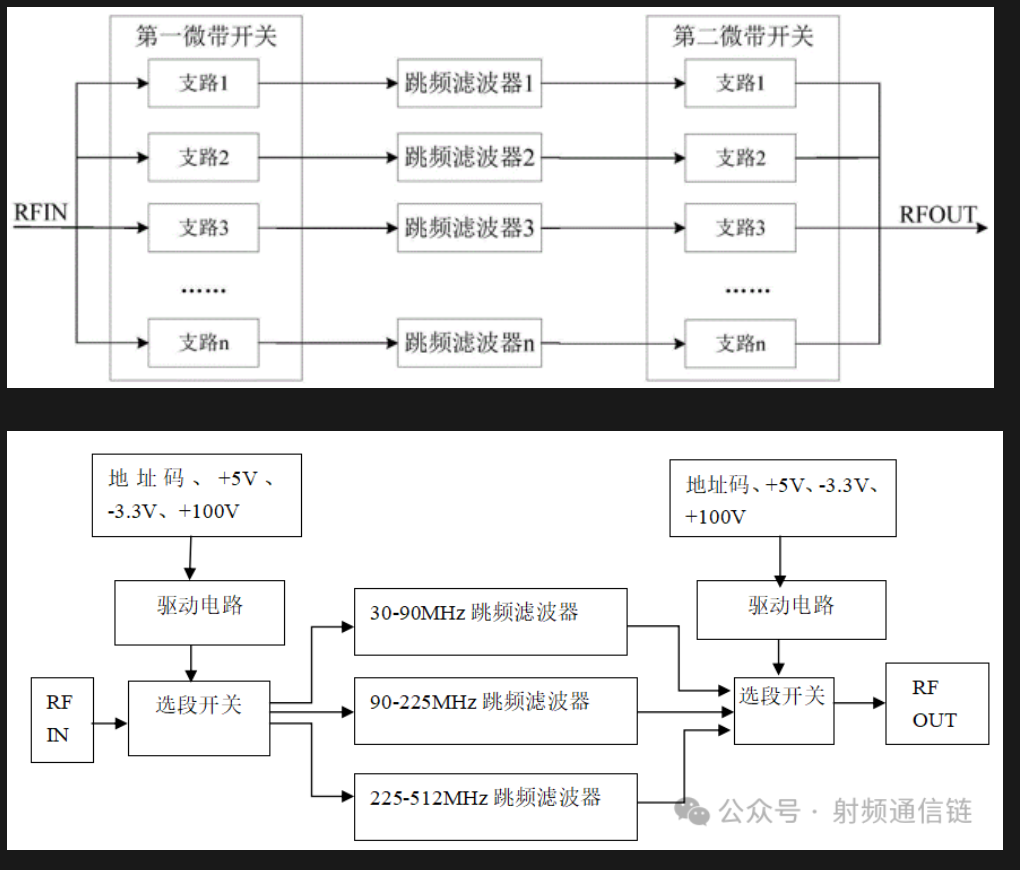 第一微带开关
第二微带开关
支路1
跳频滤波器1
支路1
支路2
跳频滤波器2
支路2
RFIN
支路3
跳频滤波器3
支路3
RFOUT
......
......
支路n
跳频滤波器n
支路n
地址码、+5V、
-3.3V、+100V
地址码、+5V、-3.3V、
+100V
驱动电路
驱动电路
30-90MHz 跳频滤波器
RF
IN
选段开关
90-225MHz 跳频滤波器
选段开关
RF
OUT
225-512MHz 跳频滤波器
公众号 · 射频通信链